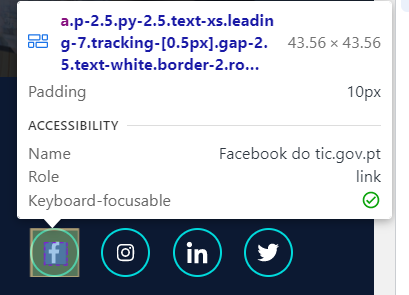 a.p-2.5.py-2.5.text-xs.leadin
g-7.tracking-[0.5px].gap-2.
5.text-white.border-2.ro... 43.56 × 43.56
Padding 10px
ACCESSIBILITY
Name Facebook do tic.gov.pt
Role link
Keyboard-focusable
f in